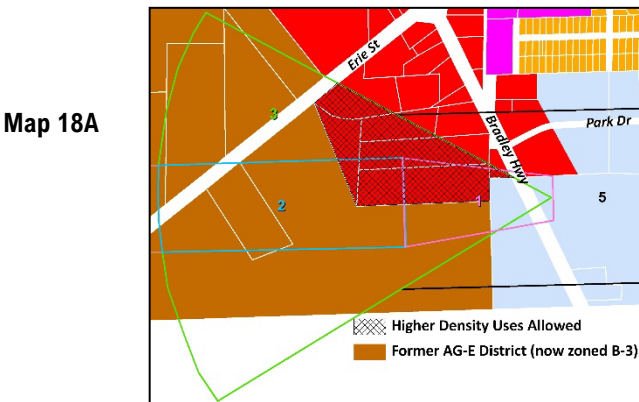 Map 18A
Erie St
3
Bradley Hwy
Park Dr
2
1
5
Higher Density Uses Allowed
Former AG-E District (now zoned B-3)